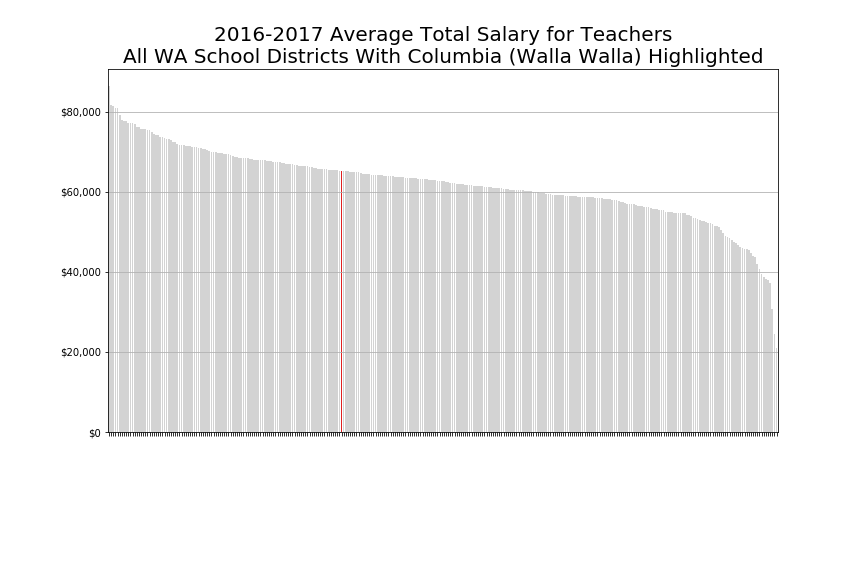 2016-2017 Average Total Salary for Teachers
All WA School Districts With Columbia (Walla Walla) Highlighted
$80,000
$60,000
$40,000
$20,000
$0